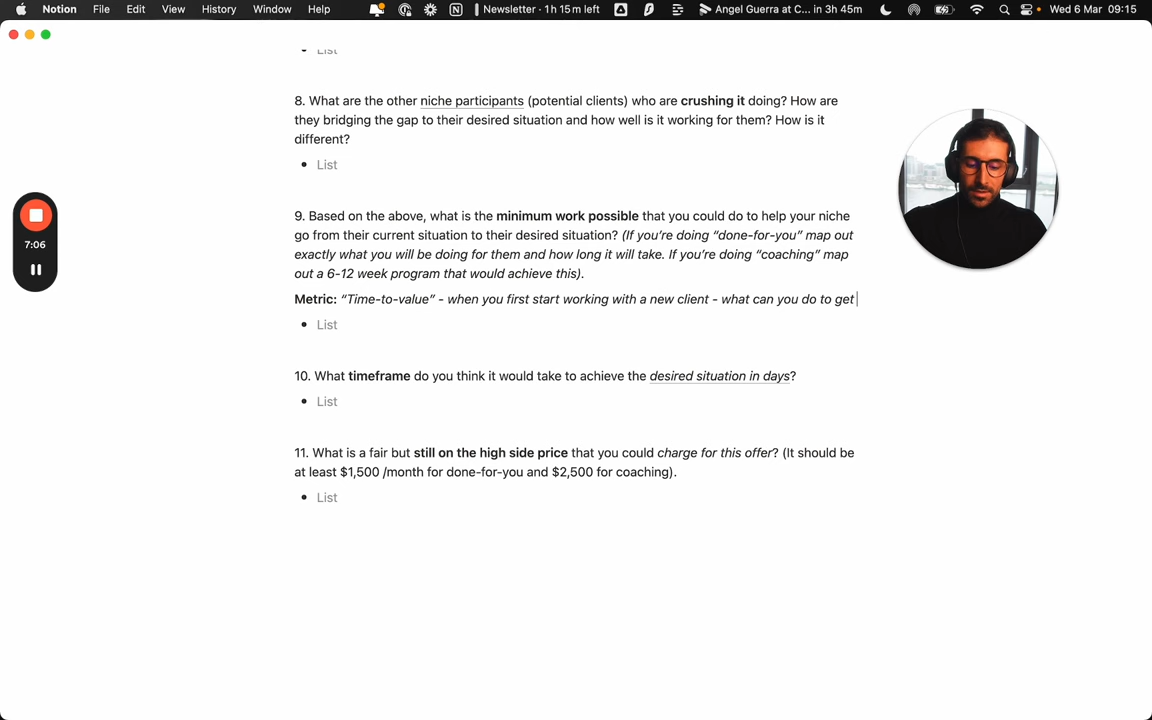 Notion File Edit View History Window Help Newsletter · 1 h 15 m left Angel Guerra at C... in 3h 45m Wed 6 Mar 09:15
List
8. What are the other niche participants (potential clients) who are crushing it doing? How are
they bridging the gap to their desired situation and how well is it working for them? How is it
different?
List
9. Based on the above, what is the minimum work possible that you could do to help your niche
go from their current situation to their desired situation? (If you’re doing “done-for-you” map out
exactly what you will be doing for them and how long it will take. If you’re doing “coaching” map
out a 6-12 week program that would achieve this).
7:06
Metric: “Time-to-value” - when you first start working with a new client - what can you do to get
List
10. What timeframe do you think it would take to achieve the desired situation in days?
List
11. What is a fair but still on the high side price that you could charge for this offer? (It should be
at least $1,500 /month for done-for-you and $2,500 for coaching).
List